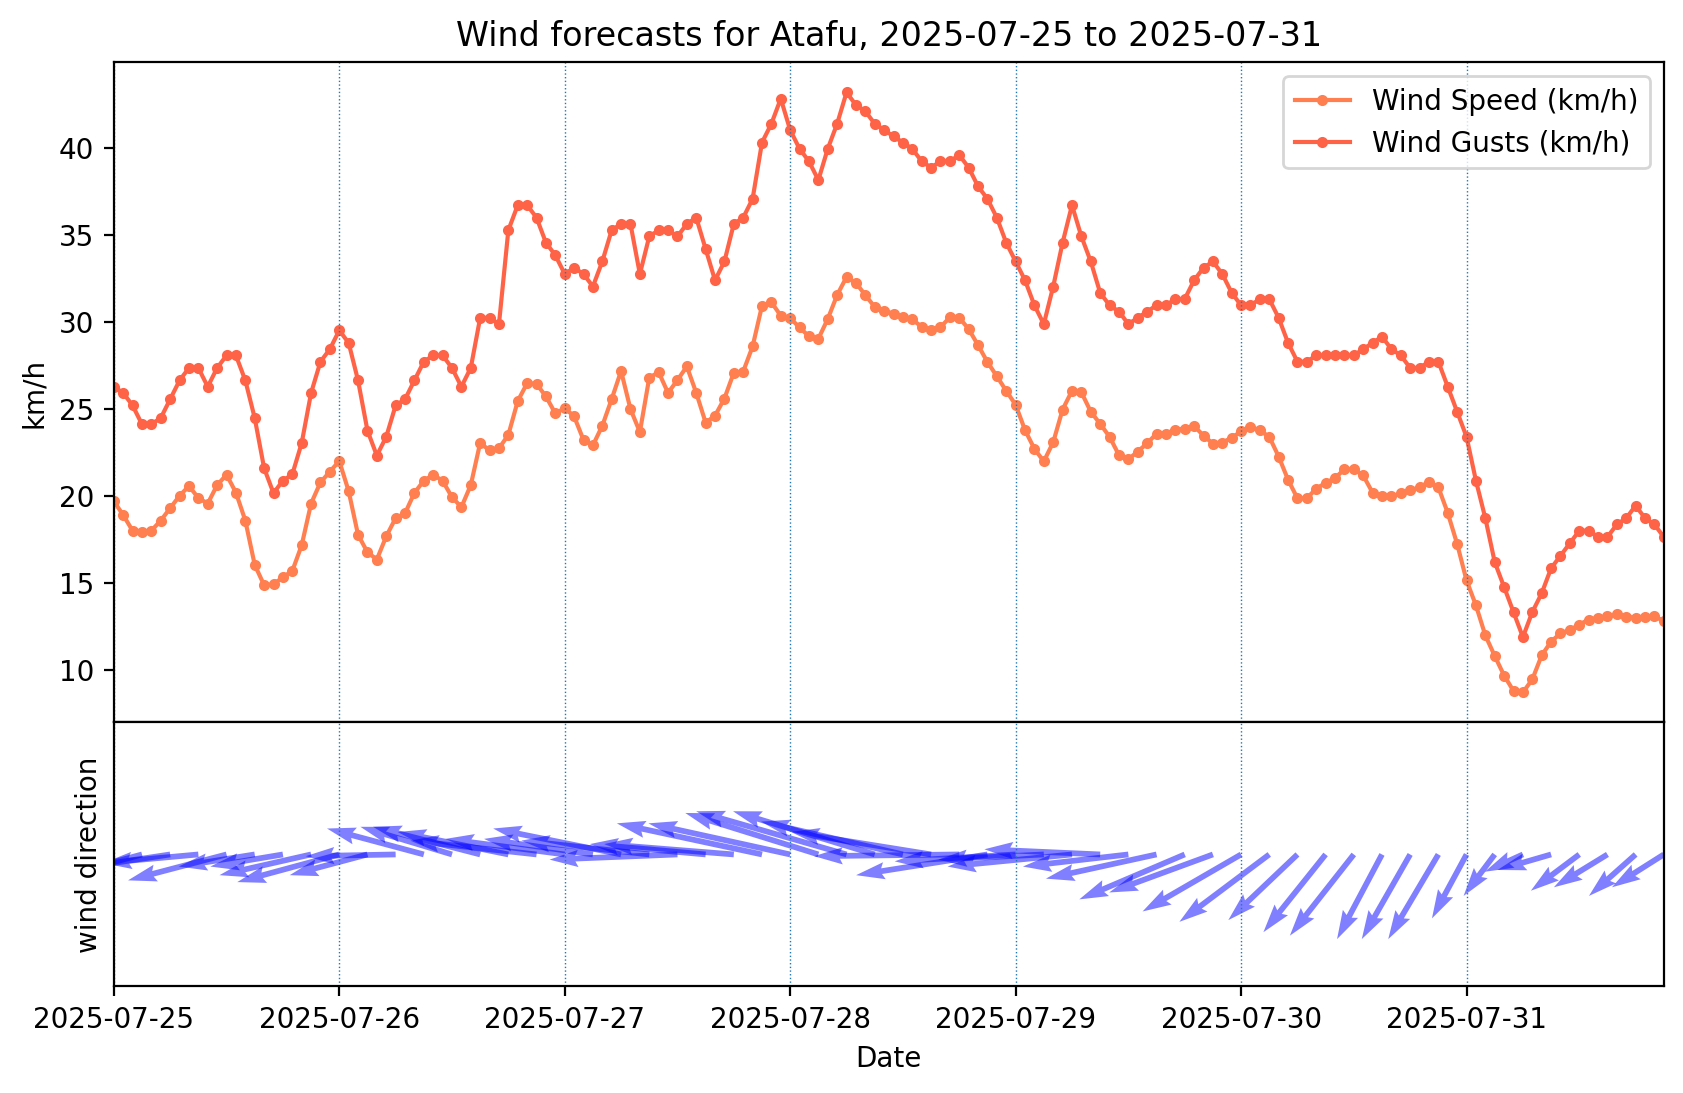 Wind forecasts for Atafu, 2025-07-25 to 2025-07-31
Wind Speed (km/h)
Wind Gusts (km/h)
km/h
40
35
30
25
20
15
10
wind direction
2025-07-25 2025-07-26 2025-07-27 2025-07-28 2025-07-29 2025-07-30 2025-07-31
Date